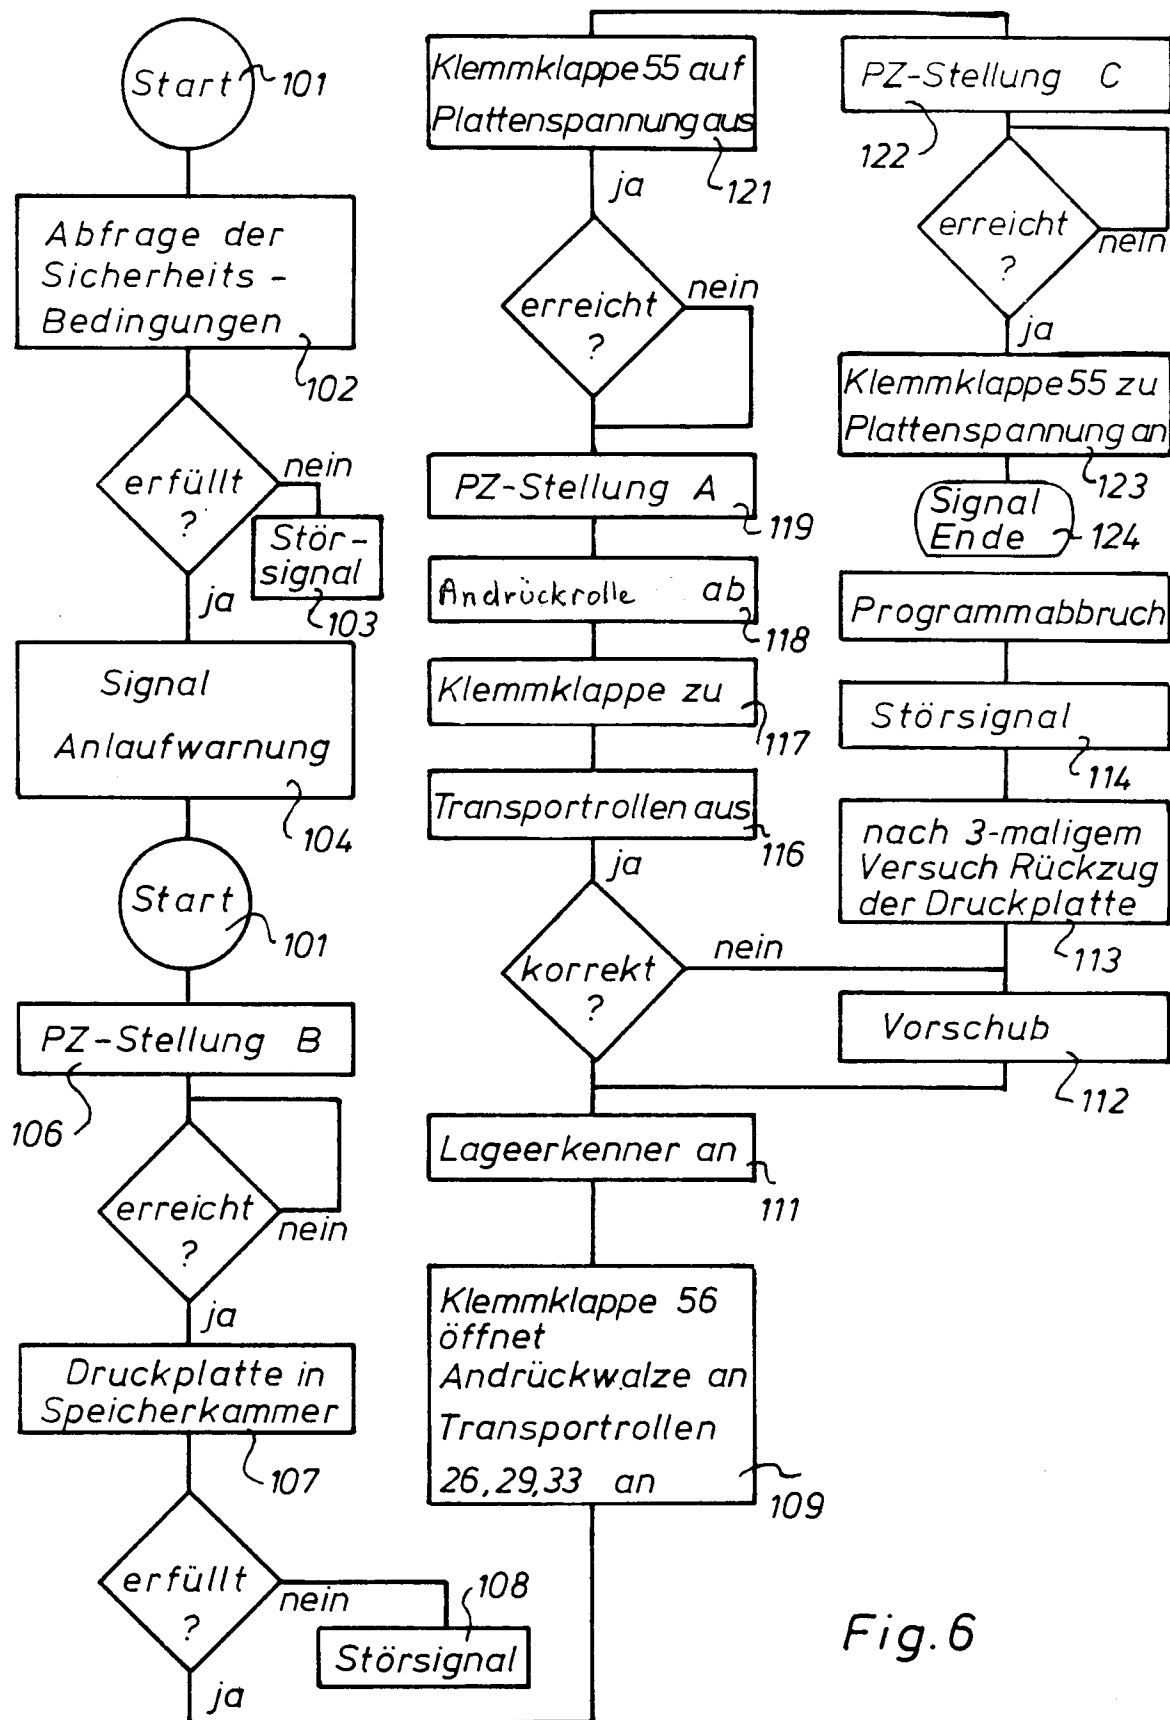 Start
101
Abfrage der
Sicherheits-
Bedingungen
102
erfüllt
?
nein
Stör-
signal
103
ja
Signal
Anlaufwarnung
104
Start
101
PZ-Stellung B
106
erreicht
?
nein
ja
Druckplatte in
Speicherkammer
107
erfüllt
?
nein
108
Störsignal
ja
Klemmklappe 55 auf
Plattenspannung aus
121
ja
erreicht
?
nein
PZ-Stellung A
119
Andrückrolle ab
118
Klemmklappe zu
117
Transportrollen aus
116
ja
korrekt
?
nein
Lageerkenner an
111
Klemmklappe 56
öffnet
Andrückwalze an
Transportrollen
26, 29, 33 an
109
PZ-Stellung C
122
erreicht
?
nein
ja
Klemmklappe 55 zu
Plattenspannung an
123
Signal
Ende
124
Programmabbruch
Störsignal
114
nach 3-maligem
Versuch Rückzug
der Druckplatte
113
Vorschub
112
Fig. 6